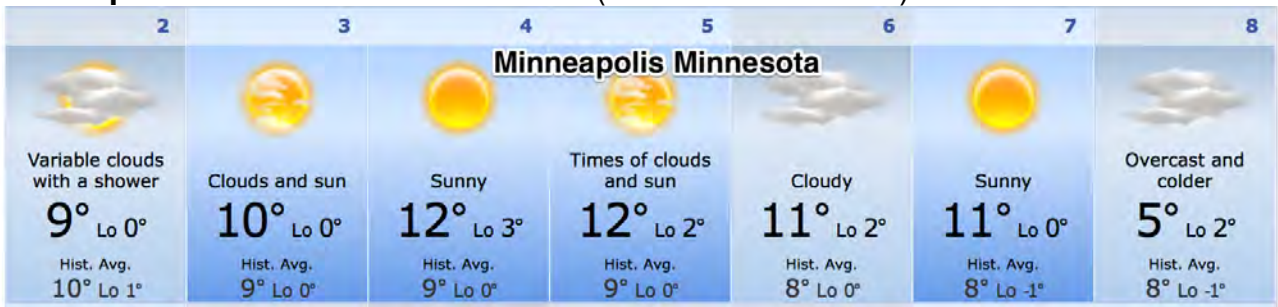 2 3 4 5 6 7 8
Minneapolis Minnesota
Variable clouds
with a shower
9° Lo 0°
Hist. Avg.
10° Lo 1°
Clouds and sun
10° Lo 0°
Hist. Avg.
9° Lo 0°
Sunny
12° Lo 3°
Hist. Avg.
9° Lo 0°
Times of clouds
and sun
12° Lo 2°
Hist. Avg.
9° Lo 0°
Cloudy
11° Lo 2°
Hist. Avg.
8° Lo 0°
Sunny
11° Lo 0°
Hist. Avg.
8° Lo -1°
Overcast and
colder
5° Lo 2°
Hist. Avg.
8° Lo -1°